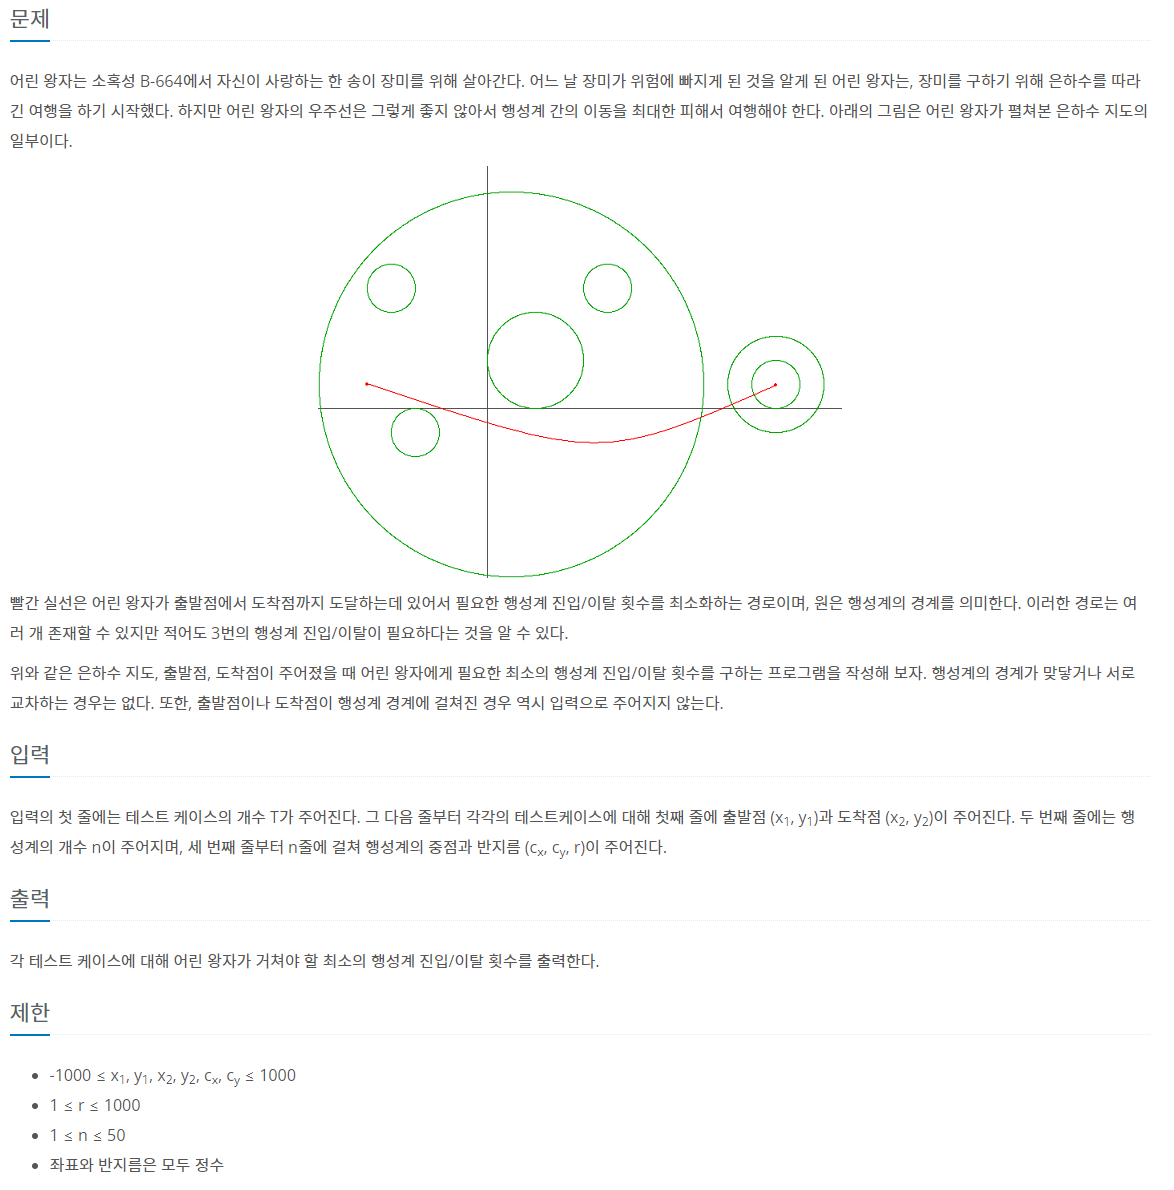 문제
어린 왕자는 소혹성 B-664에서 자신이 사랑하는 한 송이 장미를 위해 살아간다. 어느 날 장미가 위험에 빠지게 된 것을 알게 된 어린 왕자는, 장미를 구하기 위해 은하수를 따라
긴 여행을 하기 시작했다. 하지만 어린 왕자의 우주선은 그렇게 좋지 않아서 행성계 간의 이동을 최대한 피해서 여행해야 한다. 아래의 그림은 어린 왕자가 펼쳐본 은하수 지도의
일부이다.
빨간 실선은 어린 왕자가 출발점에서 도착점까지 도달하는데 있어서 필요한 행성계 진입/이탈 횟수를 최소화하는 경로이며, 원은 행성계의 경계를 의미한다. 이러한 경로는 여
러 개 존재할 수 있지만 적어도 3번의 행성계 진입/이탈이 필요하다는 것을 알 수 있다.
위와 같은 은하수 지도, 출발점, 도착점이 주어졌을 때 어린 왕자에게 필요한 최소의 행성계 진입/이탈 횟수를 구하는 프로그램을 작성해 보자. 행성계의 경계가 맞닿거나 서로
교차하는 경우는 없다. 또한, 출발점이나 도착점이 행성계 경계에 걸쳐진 경우 역시 입력으로 주어지지 않는다.
입력
입력의 첫 줄에는 테스트 케이스의 개수 T가 주어진다. 그 다음 줄부터 각각의 테스트케이스에 대해 첫째 줄에 출발점 (x₁, y₁)과 도착점 (x₂, y₂)이 주어진다. 두 번째 줄에는 행
성계의 개수 n이 주어지며, 세 번째 줄부터 n줄에 걸쳐 행성계의 중점과 반지름 (cₓ, cy, r)이 주어진다.
출력
각 테스트 케이스에 대해 어린 왕자가 거쳐야 할 최소의 행성계 진입/이탈 횟수를 출력한다.
제한
• -1000 ≤ x₁, y₁, x₂, y₂, cₓ, cy ≤ 1000
• 1 ≤ r ≤ 1000
• 1 ≤ n ≤ 50
• 좌표와 반지름은 모두 정수